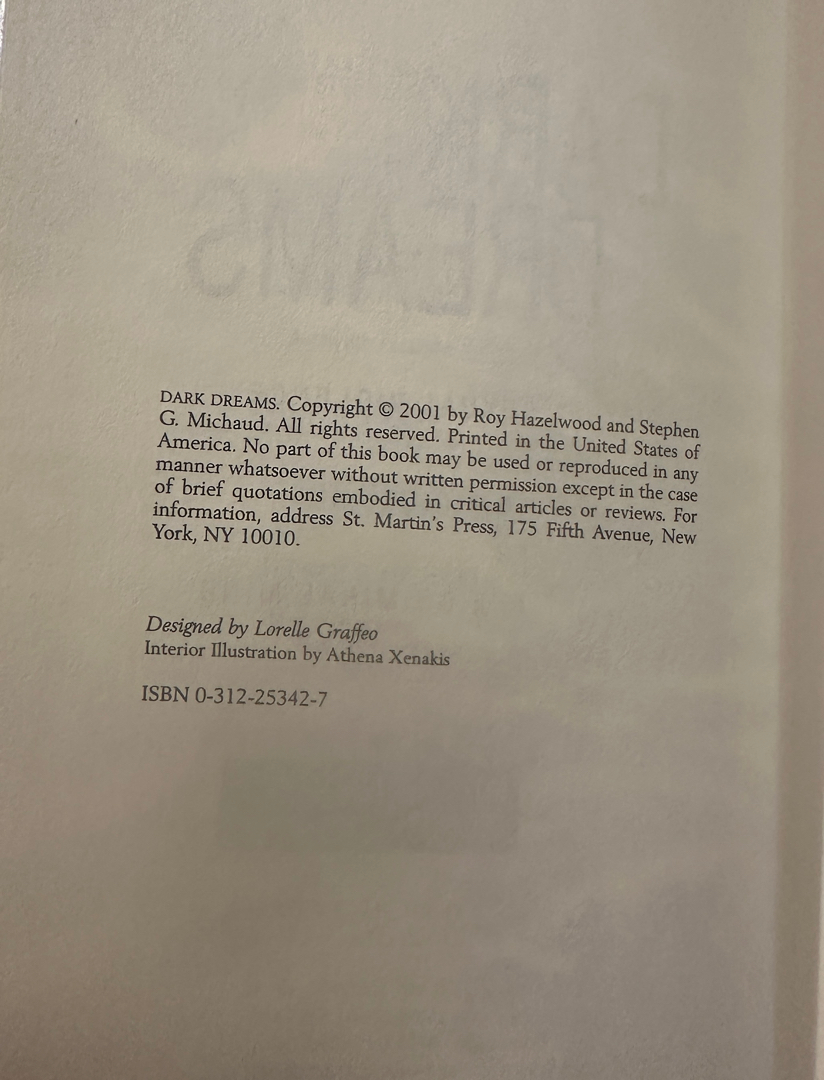 DARK DREAMS. Copyright © 2001 by Roy Hazelwood and Stephen
G. Michaud. All rights reserved. Printed in the United States of
America. No part of this book may be used or reproduced in any
manner whatsoever without written permission except in the case
of brief quotations embodied in critical articles or reviews. For
information, address St. Martin's Press, 175 Fifth Avenue, New
York, NY 10010.
Designed by Lorelle Graffeo
Interior Illustration by Athena Xenakis
ISBN 0-312-25342-7